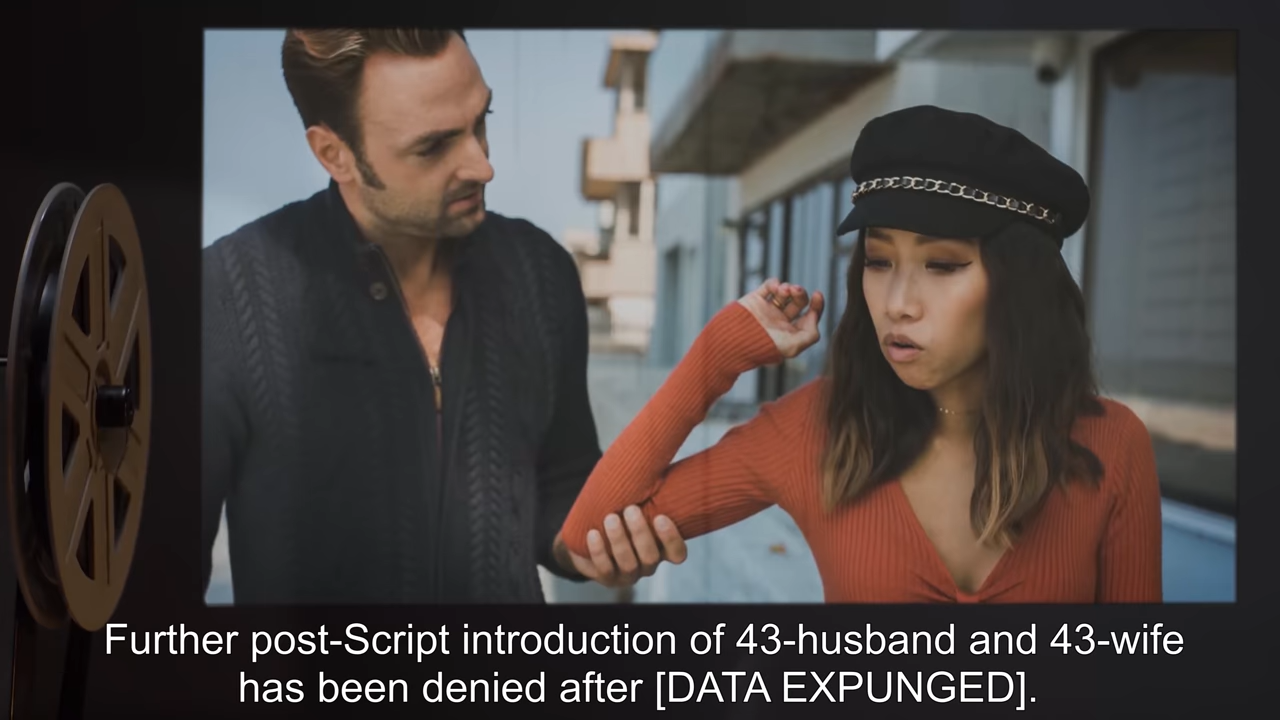 Further post-Script introduction of 43-husband and 43-wife
has been denied after [DATA EXPUNGED].